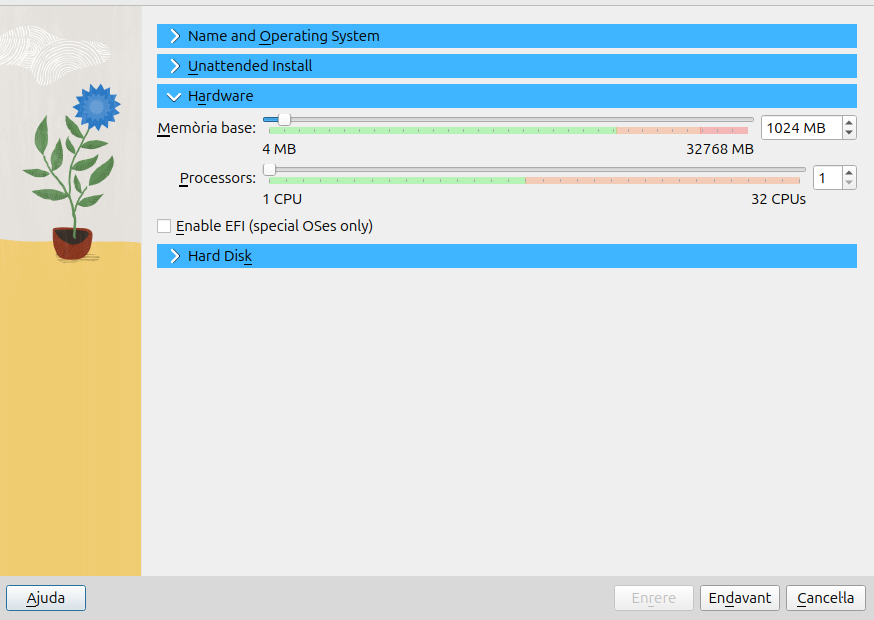 Name and Operating System
Unattended Install
Hardware
Memòria base: 1024 MB
4 MB 32768 MB
Processors: 1
1 CPU 32 CPUs
Enable EFI (special OSes only)
Hard Disk
Ajuda Enrere Endavant Cancel·la